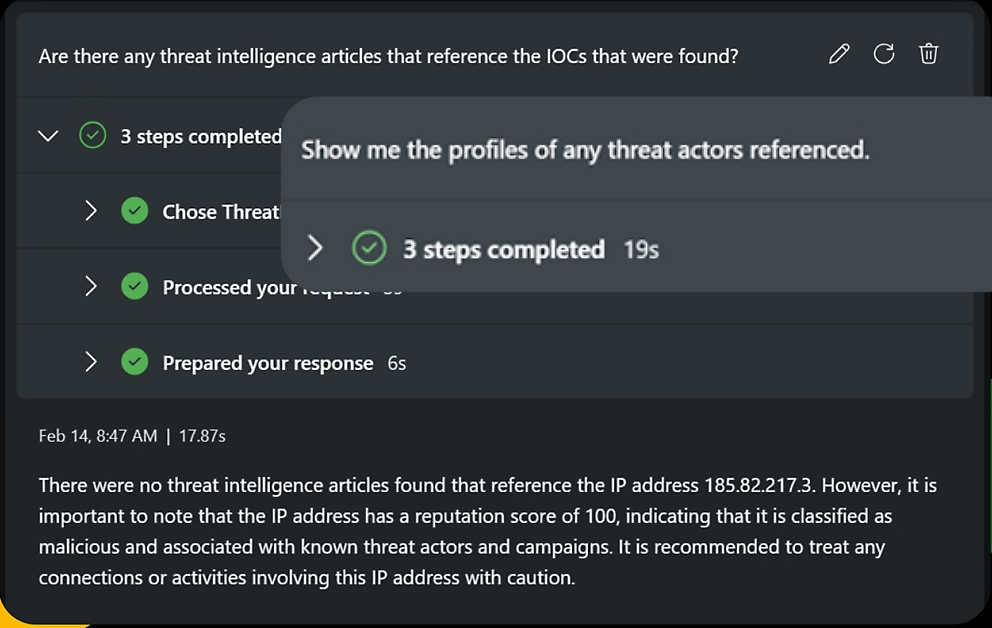 Are there any threat intelligence articles that reference the IOCs that were found?
3 steps completed
Show me the profiles of any threat actors referenced.
Chose Threat
3 steps completed 19s
Processed your request
Prepared your response 6s
Feb 14, 8:47 AM | 17.87s
There were no threat intelligence articles found that reference the IP address 185.82.217.3. However, it is
important to note that the IP address has a reputation score of 100, indicating that it is classified as
malicious and associated with known threat actors and campaigns. It is recommended to treat any
connections or activities involving this IP address with caution.